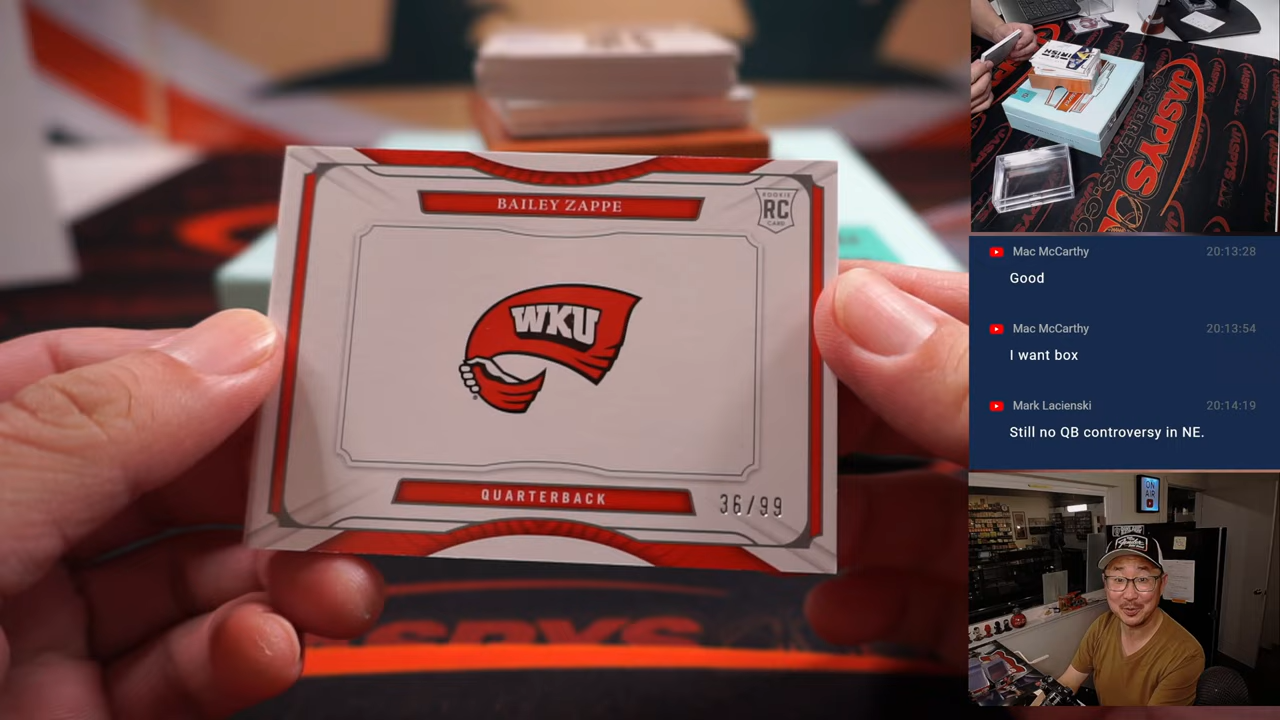 BAILEY ZAPPE
ROOKIE
RC
CARD
WKU
QUARTERBACK
36/99
JASPYS
JASPYS
Mac McCarthy 20:13:28
Good
Mac McCarthy 20:13:54
I want box
Mark Lacienski 20:14:19
Still no QB controversy in NE.
ON
AIR